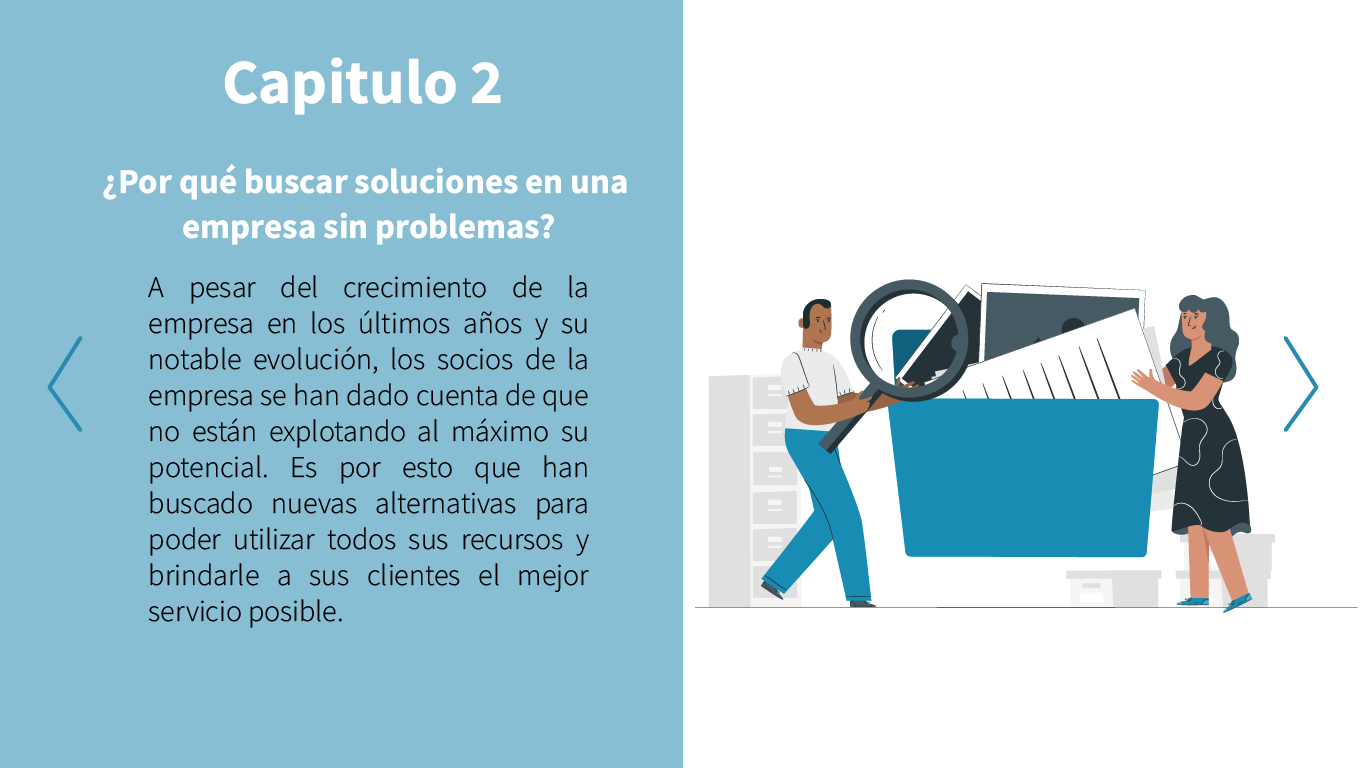 Capitulo 2
¿Por qué buscar soluciones en una
empresa sin problemas?
A pesar del crecimiento de la
empresa en los últimos años y su
notable evolución, los socios de la
empresa se han dado cuenta de que
no están explotando al máximo su
potencial. Es por esto que han
buscado nuevas alternativas para
poder utilizar todos sus recursos y
brindarle a sus clientes el mejor
servicio posible.